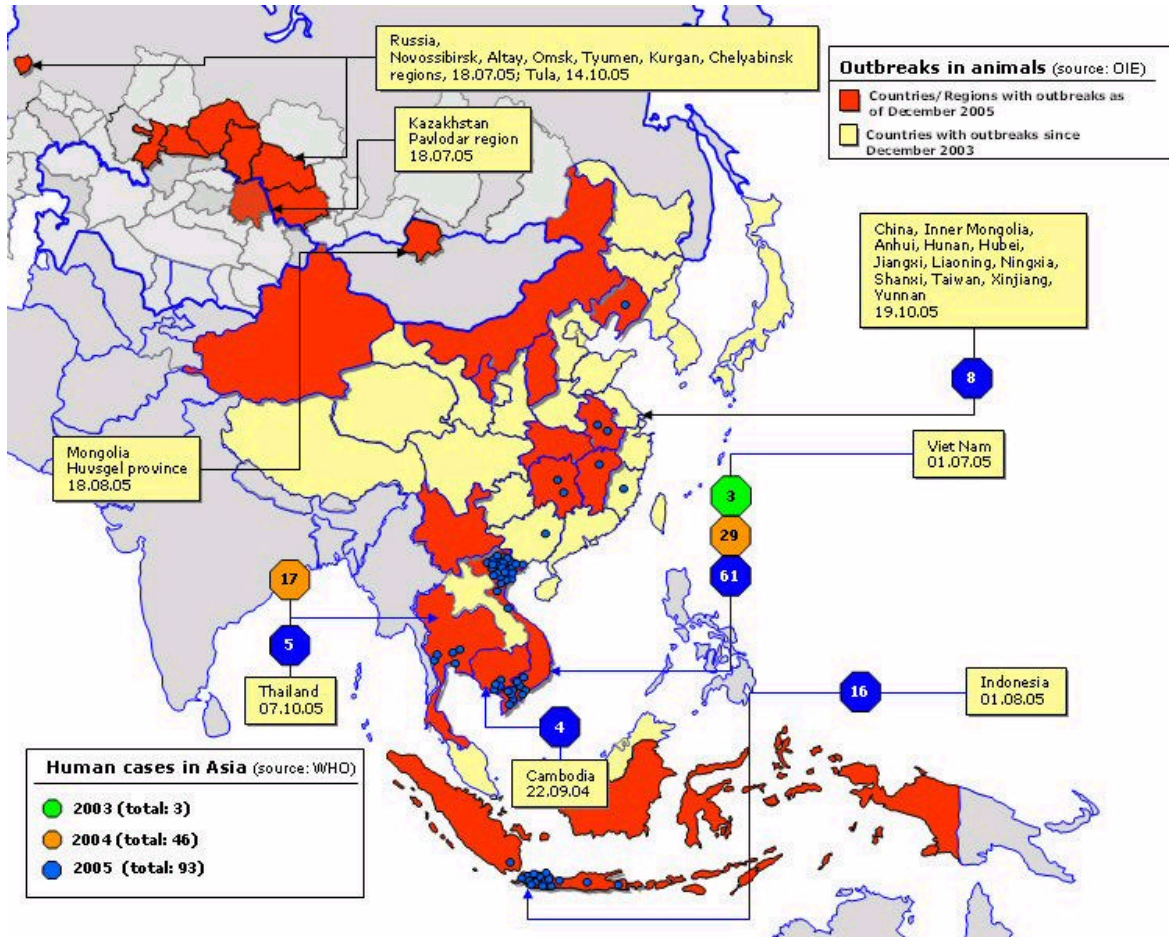 Russia,
Novossibirsk, Altay, Omsk, Tyumen, Kurgan, Chelyabinsk
regions, 18.07.05; Tula, 14.10.05
Outbreaks in animals (source: OIE)
Countries/Regions with outbreaks as
of December 2005
Countries with outbreaks since
December 2003
Kazakhstan
Pavlodar region
18.07.05
China, Inner Mongolia,
Anhui, Hunan, Hubei,
Jiangxi, Liaoning, Ningxia,
Shanxi, Taiwan, Xinjiang,
Yunnan
19.10.05
8
Mongolia
Huvsgel province
18.08.05
Viet Nam
01.07.05
3
29
61
17
5
Thailand
07.10.05
16
Indonesia
01.08.05
4
Cambodia
22.09.04
Human cases in Asia (source: WHO)
2003 (total: 3)
2004 (total: 46)
2005 (total: 93)